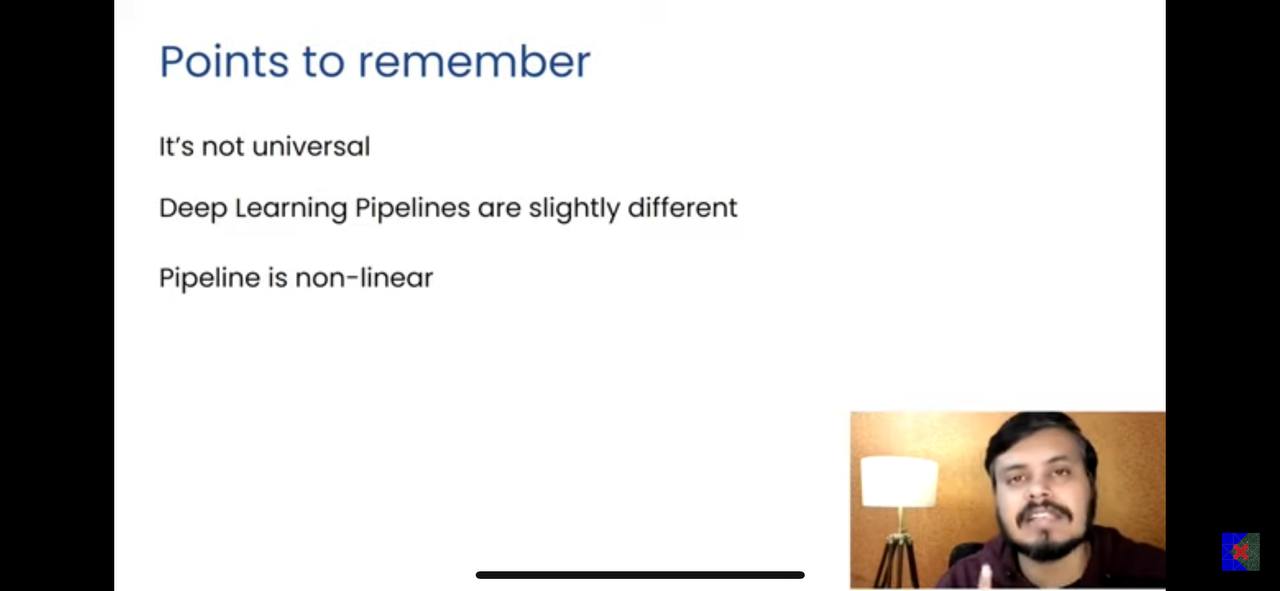 Points to remember
It's not universal
Deep Learning Pipelines are slightly different
Pipeline is non-linear